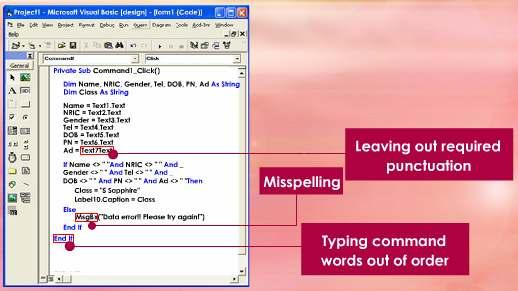 Project1 - Microsoft Visual Basic [design] - [form1 (Code)]
File Edit View Project Format Debug Run Query Diagram Tools Add-Ins Window
Help
General
Command1 Click
Private Sub Command1_Click()
Dim Name, NRIC, Gender, Tel, DOB, PN, Ad As String
Dim Class As String
Name = Text1.Text
NRIC = Text2.Text
Gender = Text3.Text
Tel = Text4.Text
DOB = Text5.Text
PN = Text6.Text
Ad = Text7Text
If Name <> " "And NRIC <> " " And _
Gender <> " " And Tel <> " " And _
DOB <> " " And PN <> " " And Ad <> " "Then
Class = "S Sapphire"
Label10.Caption = Class
Else
MsgBx("Data error!! Please try again!")
End If
End If
Leaving out required
punctuation
Misspelling
Typing command
words out of order